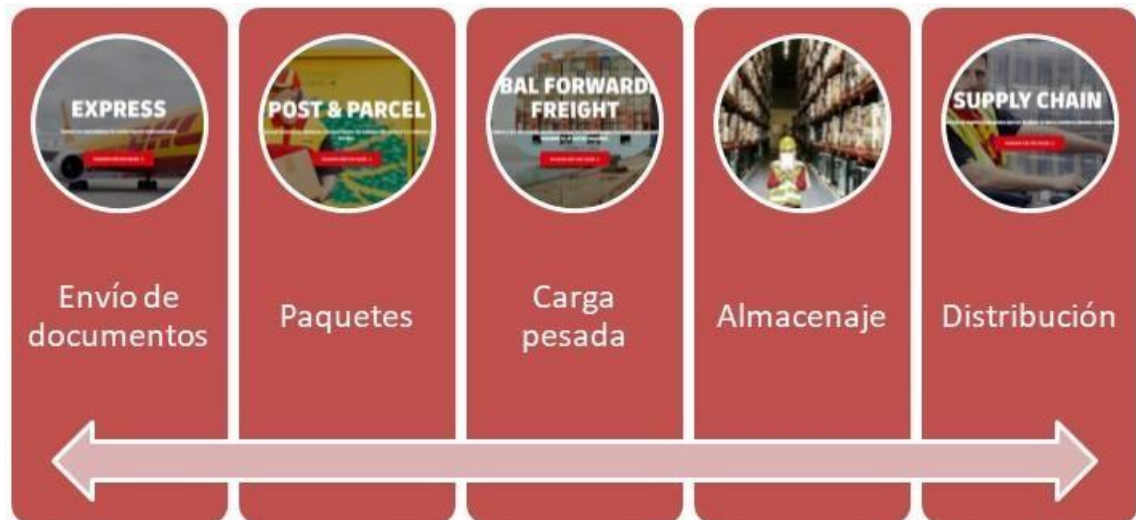 EXPRESS
POST & PARCEL
BAL FORWARD
FREIGHT
SUPPLY CHAIN
Envío de
documentos
Paquetes
Carga
pesada
Almacenaje
Distribución